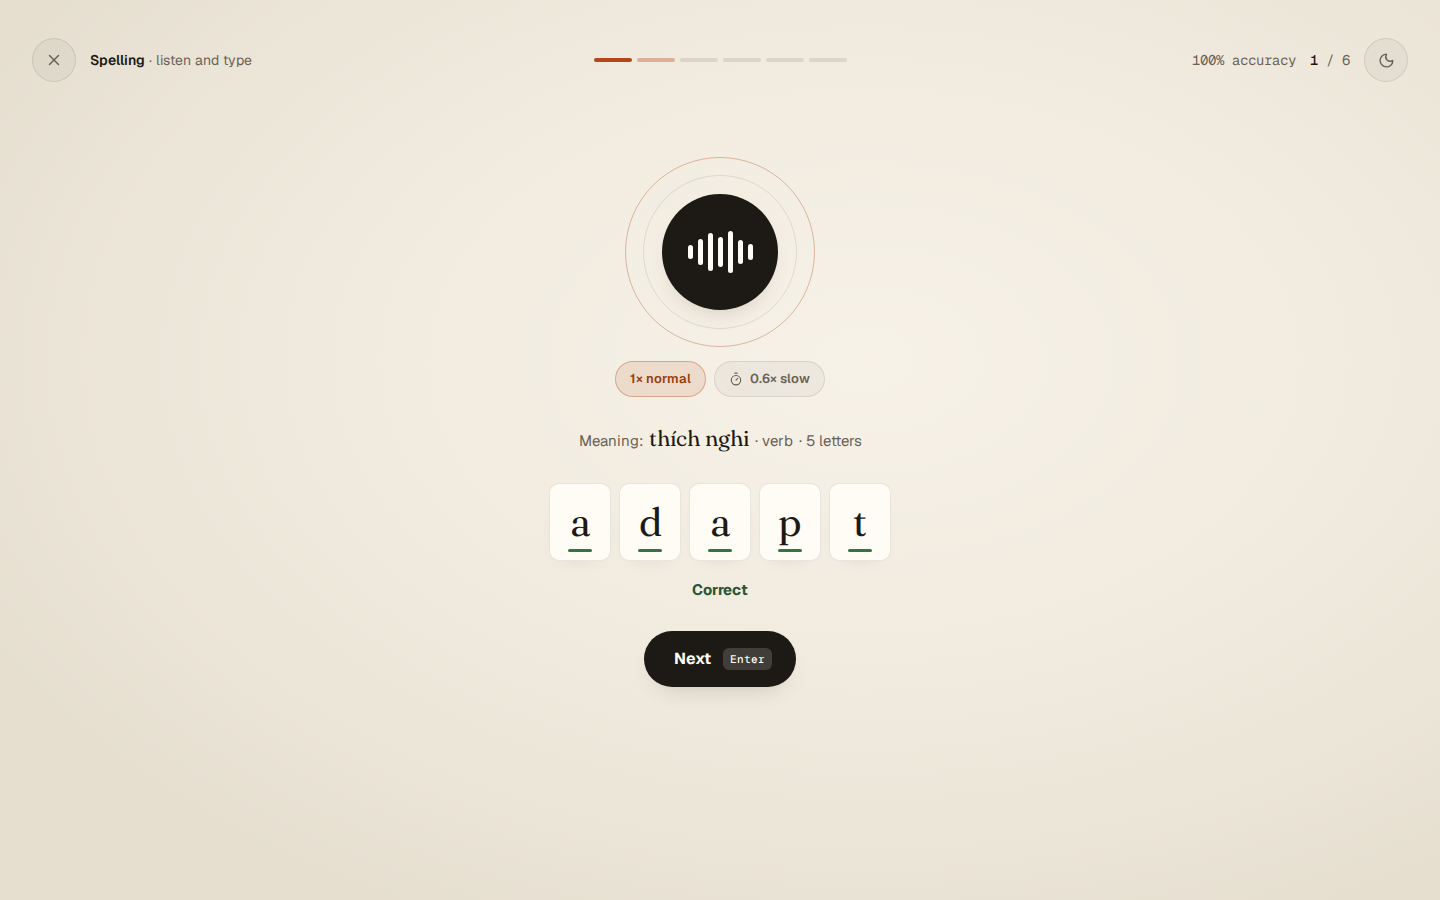 Spelling · listen and type
100% accuracy 1 / 6
1× normal
0.6× slow
Meaning: thích nghi · verb · 5 letters
a d a p t
Correct
Next Enter